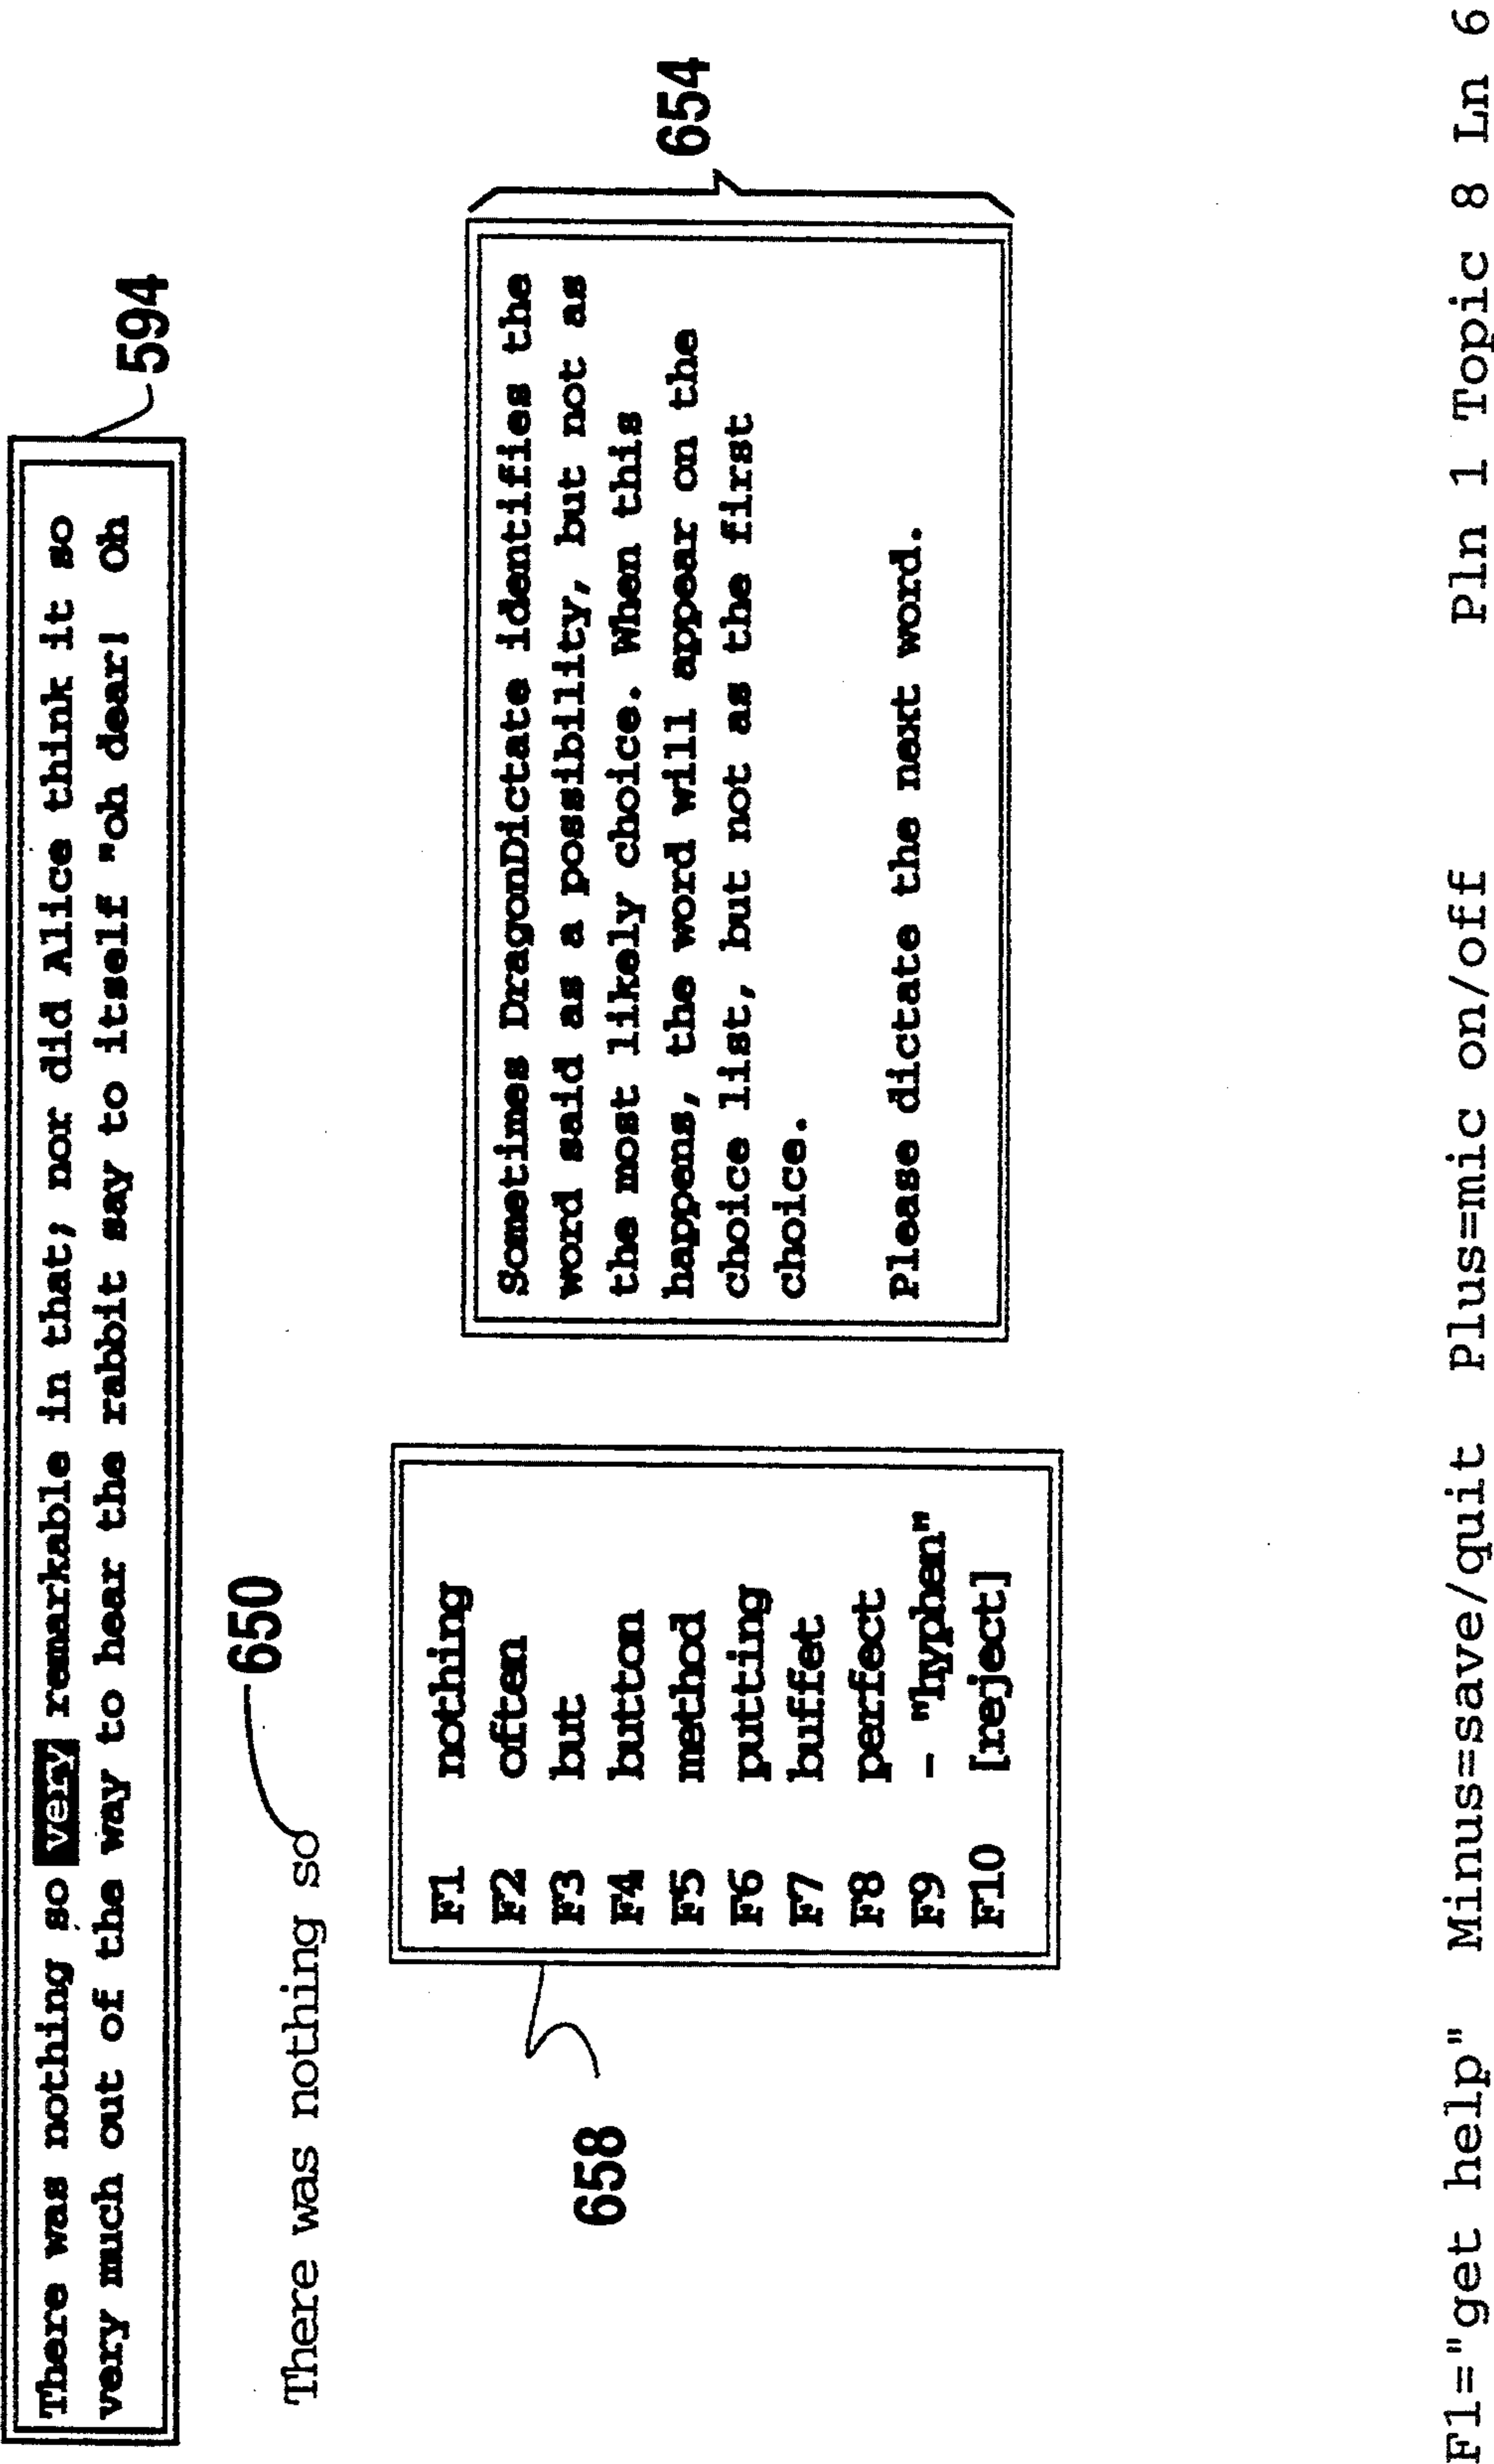 There was nothing so very remarkable in that; nor did Alice think it so
very much out of the way to hear the rabbit say to itself "oh dear! Oh
594
650
There was nothing so
658
F1 nothing
F2 often
F3 but
F4 button
F5 method
F6 putting
F7 buffet
F8 perfect
F9 - "hyphen"
F10 [reject]
Sometimes DragonDictate identifies the
word said as a possibility, but not as
the most likely choice. When this
happens, the word will appear on the
choice list, but not as the first
choice.
Please dictate the next word.
654
F1="get help" Minus=save/quit Plus=mic on/off Pln 1 Topic 8 Ln 6